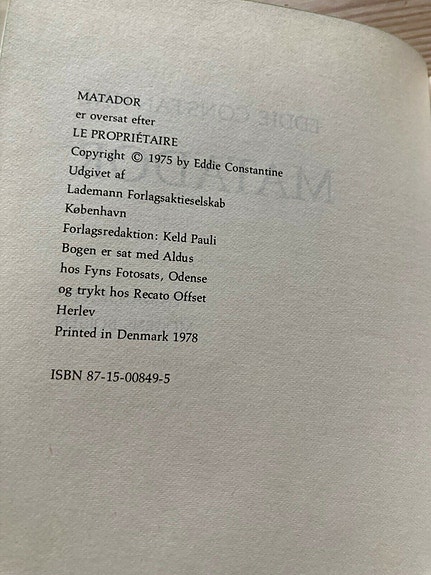 MATADOR
er oversat efter
LE PROPRIÉTAIRE
Copyright © 1975 by Eddie Constantine
Udgivet af
Lademann Forlagsaktieselskab
København
Forlagsredaktion: Keld Pauli
Bogen er sat med Aldus
hos Fyns Fotosats, Odense
og trykt hos Recato Offset
Herlev
Printed in Denmark 1978
ISBN 87-15-00849-5